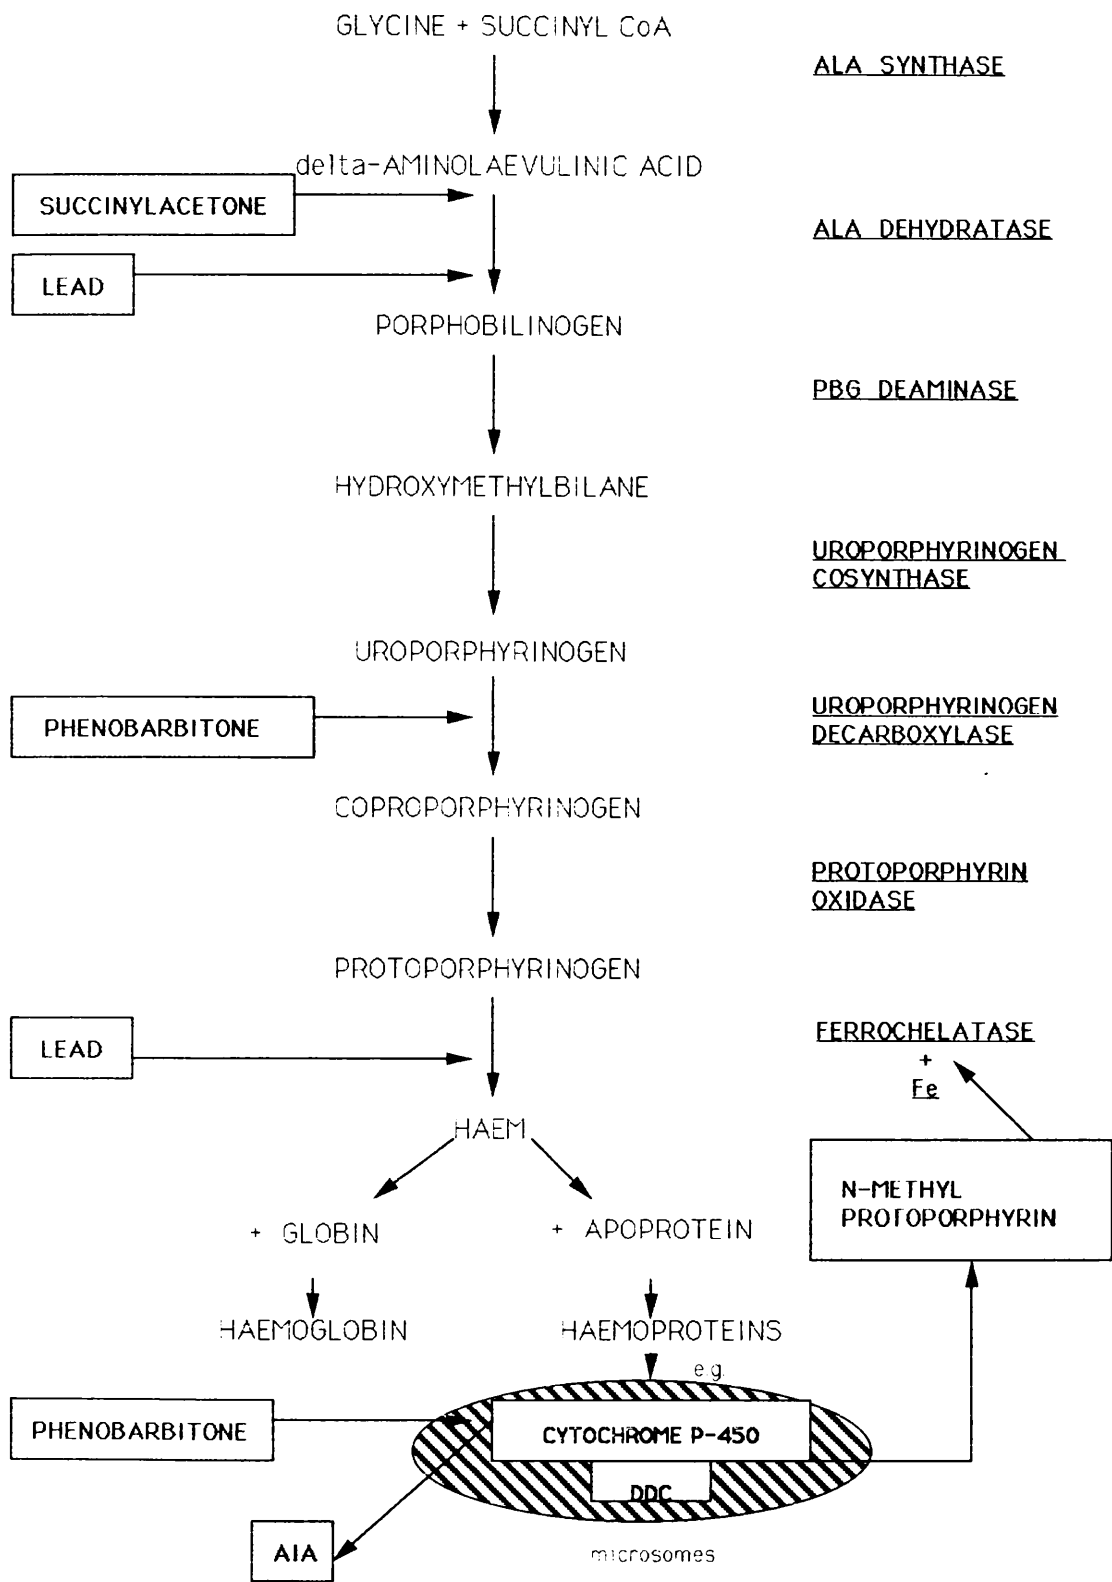 GLYCINE + SUCCINYL CoA
ALA SYNTHASE
delta-AMINOLAEVULINIC ACID
SUCCINYLACETONE
ALA DEHYDRATASE
LEAD
PORPHOBILINOGEN
PBG DEAMINASE
HYDROXYMETHYLBILANE
UROPORPHYRINOGEN
COSYNTHASE
UROPORPHYRINOGEN
PHENOBARBITONE
UROPORPHYRINOGEN
DECARBOXYLASE
COPROPORPHYRINOGEN
PROTOPORPHYRIN
OXIDASE
PROTOPORPHYRINOGEN
LEAD
FERROCHELATASE
+
Fe
HAEM
N-METHYL
PROTOPORPHYRIN
+ GLOBIN
+ APOPROTEIN
HAEMOGLOBIN
HAEMOPROTEINS
e.g.
PHENOBARBITONE
CYTOCHROME P-450
DDC
AIA
microsomes